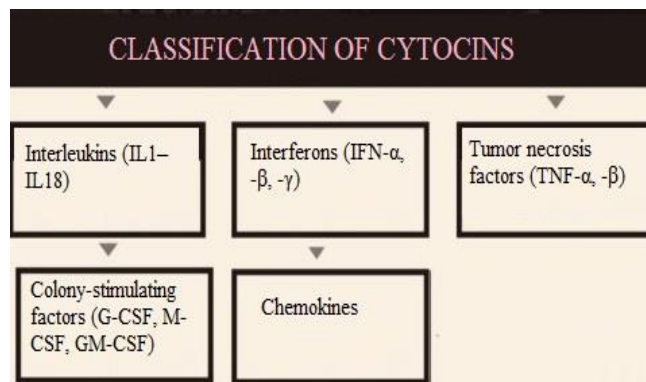 CLASSIFICATION OF CYTOCINS
Interleukins (IL1–
IL18)
Interferons (IFN-α,
-β, -γ)
Tumor necrosis
factors (TNF-α, -β)
Colony-stimulating
factors (G-CSF, M-
CSF, GM-CSF)
Chemokines